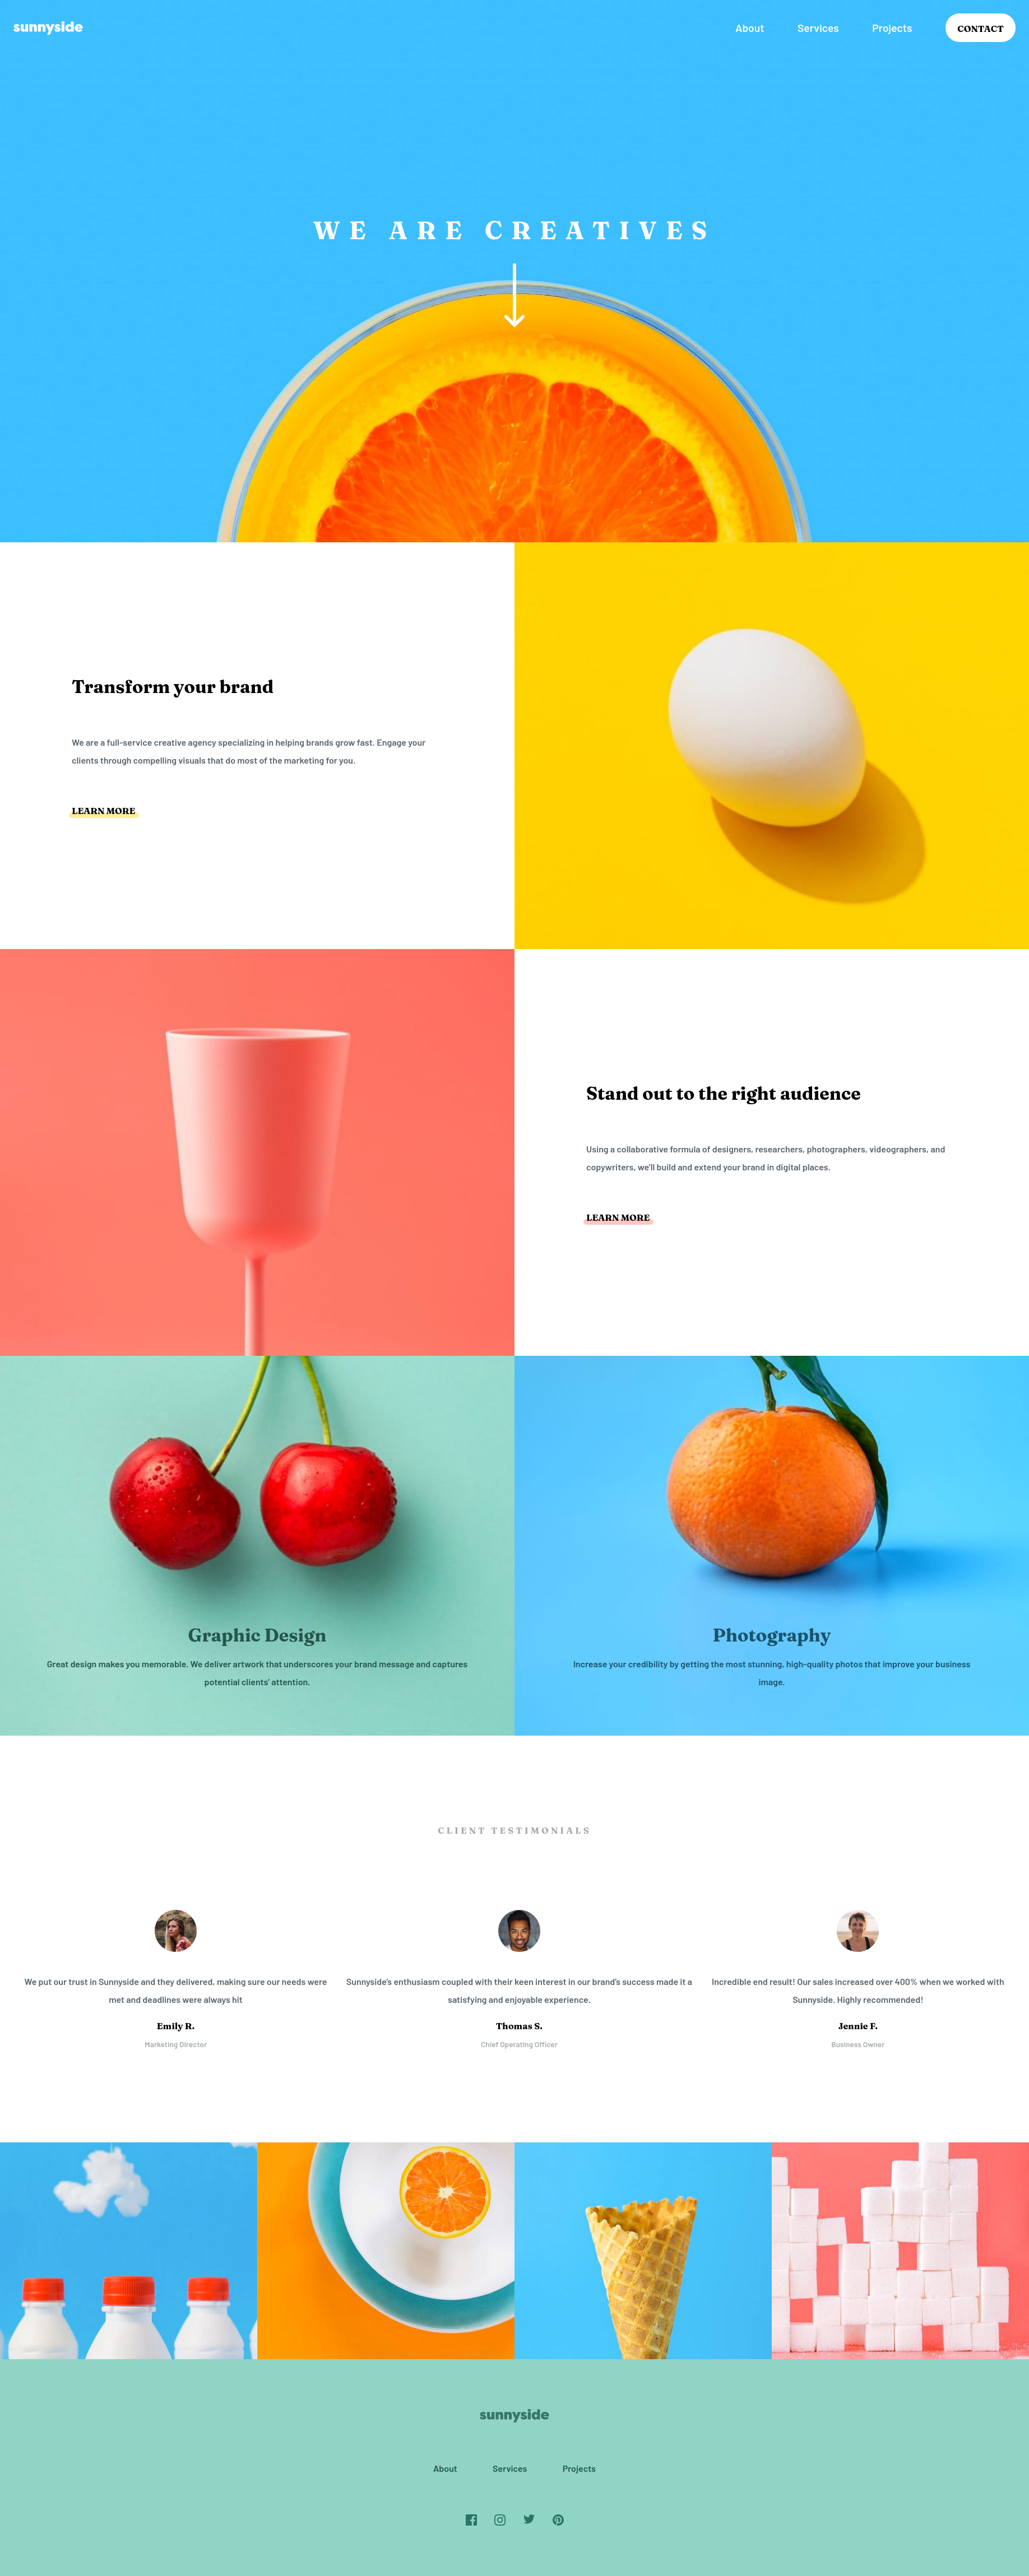 sunnyside
About Services Projects CONTACT
WE ARE CREATIVES
Transform your brand
We are a full-service creative agency specializing in helping brands grow fast. Engage your
clients through compelling visuals that do most of the marketing for you.
LEARN MORE
Stand out to the right audience
Using a collaborative formula of designers, researchers, photographers, videographers, and
copywriters, we'll build and extend your brand in digital places.
LEARN MORE
Graphic Design
Great design makes you memorable. We deliver artwork that underscores your brand message and captures
potential clients' attention.
Photography
Increase your credibility by getting the most stunning, high-quality photos that improve your business
image.
CLIENT TESTIMONIALS
We put our trust in Sunnyside and they delivered, making sure our needs were
met and deadlines were always hit
Emily R.
Marketing Director
Sunnyside's enthusiasm coupled with their keen interest in our brand's success made it a
satisfying and enjoyable experience.
Thomas S.
Chief Operating Officer
Incredible end result! Our sales increased over 400% when we worked with
Sunnyside. Highly recommended!
Jennie F.
Business Owner
sunnyside
About Services Projects